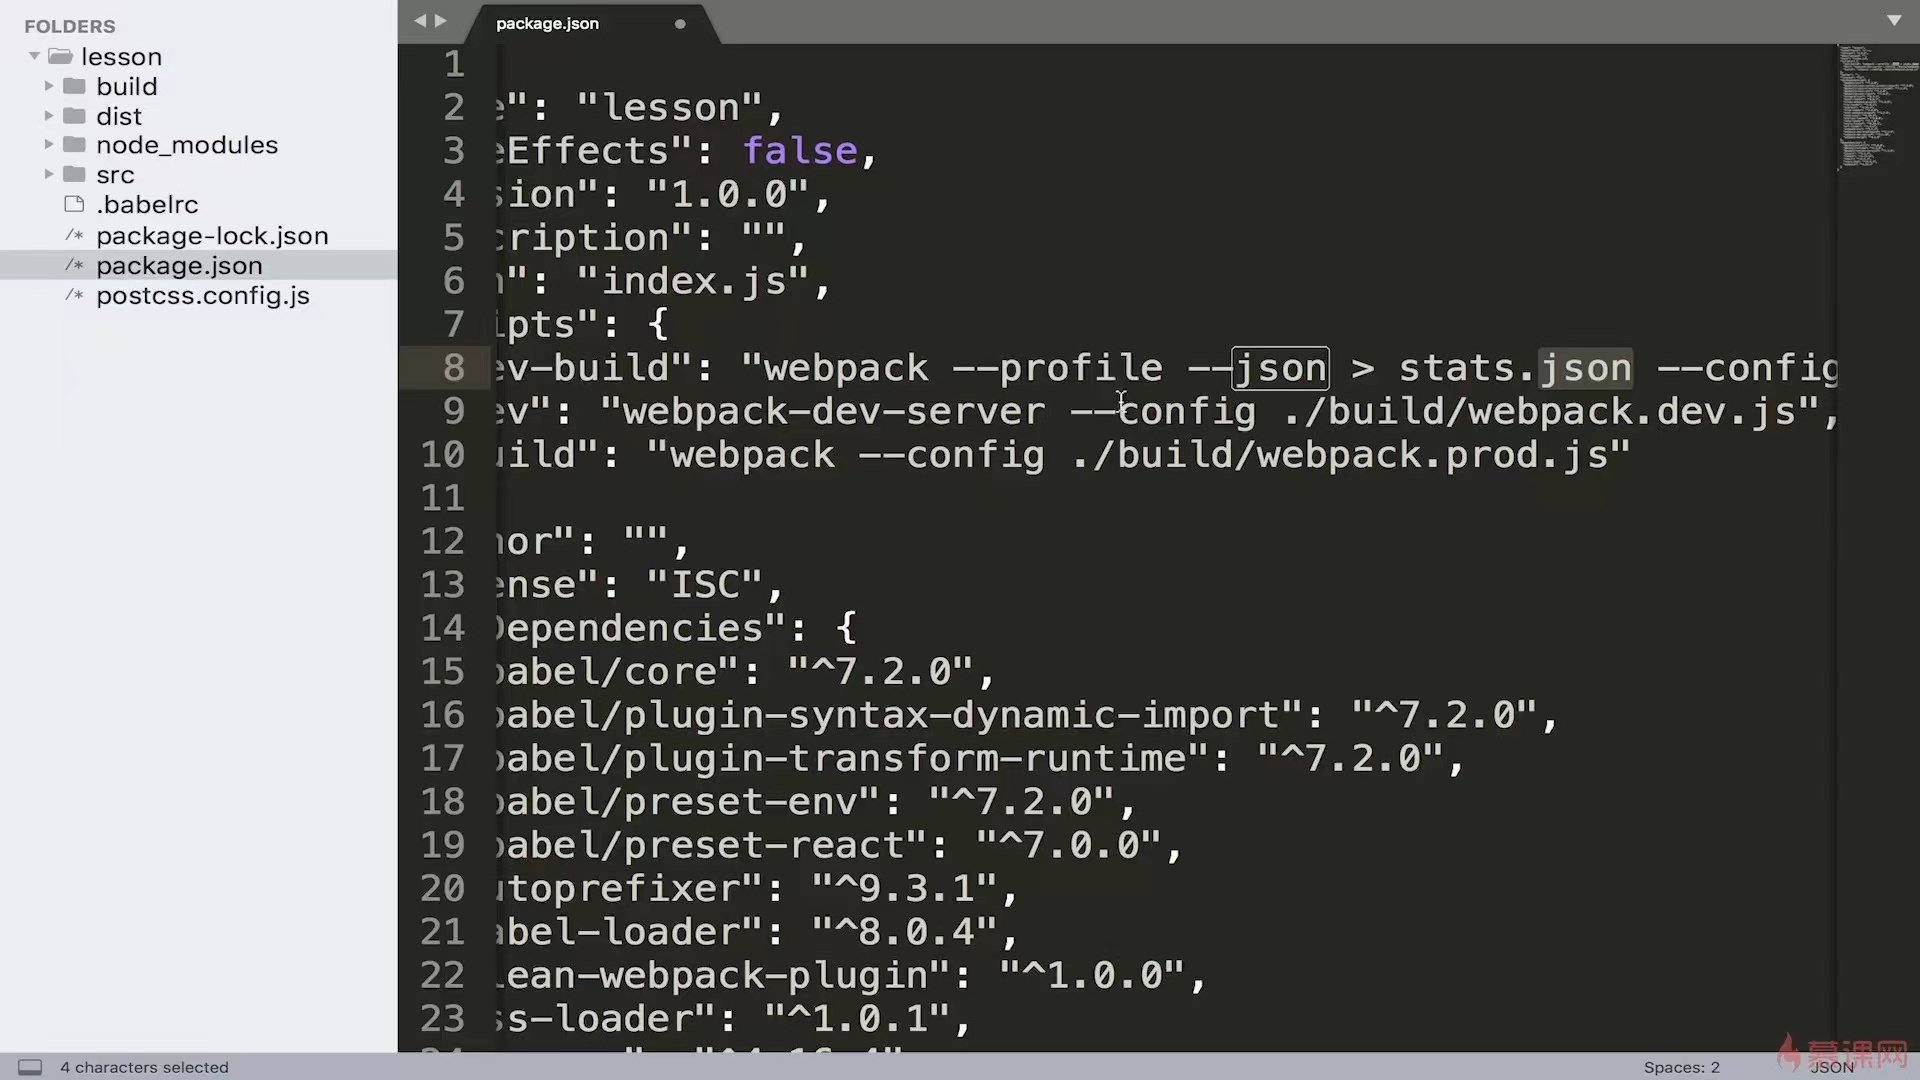 FOLDERS
lesson
build
dist
node_modules
src
.babelrc
/* package-lock.json
/* package.json
/* postcss.config.js
package.json
1
2 e": "lesson",
3 eEffects": false,
4 sion": "1.0.0",
5 cription": "",
6 n": "index.js",
7 ipts": {
8 ev-build": "webpack --profile --json > stats.json --config
9 ev": "webpack-dev-server --config ./build/webpack.dev.js",
10 uild": "webpack --config ./build/webpack.prod.js"
11
12 hor": "",
13 ense": "ISC",
14 Dependencies": {
15 babel/core": "^7.2.0",
16 babel/plugin-syntax-dynamic-import": "^7.2.0",
17 babel/plugin-transform-runtime": "^7.2.0",
18 babel/preset-env": "^7.2.0",
19 babel/preset-react": "^7.0.0",
20 utoprefixer": "^9.3.1",
21 abel-loader": "^8.0.4",
22 lean-webpack-plugin": "^1.0.0",
23 ss-loader": "^1.0.1",
4 characters selected
Spaces: 2
JSON
慕课网